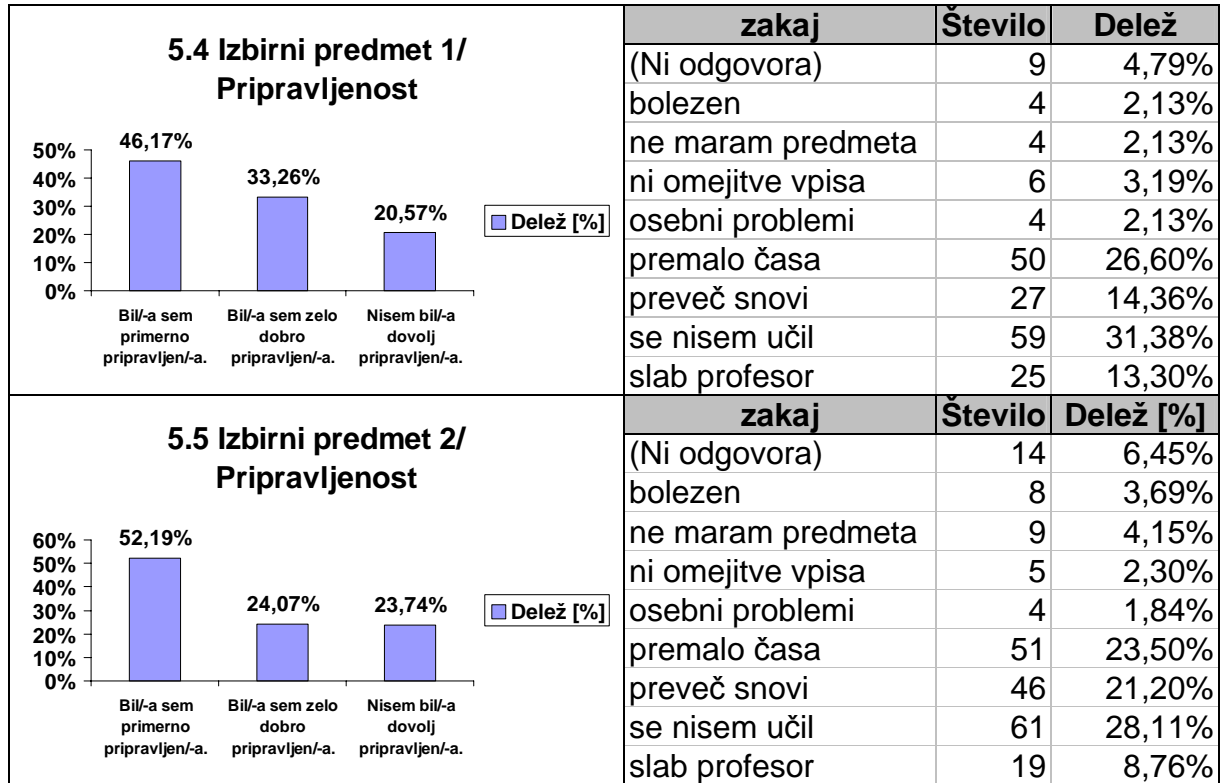 5.4 Izbirni predmet 1/
Pripravljenost
50%
40%
30%
20%
10%
0%
46,17%
33,26%
20,57%
Bil/-a sem
primerno
pripravljen/-a.
Bil/-a sem zelo
dobro
pripravljen/-a.
Nisem bil/-a
dovolj
pripravljen/-a.
Delež [%]
zakaj Število Delež
(Ni odgovora) 9 4,79%
bolezen 4 2,13%
ne maram predmeta 4 2,13%
ni omejitve vpisa 6 3,19%
osebni problemi 4 2,13%
premalo časa 50 26,60%
preveč snovi 27 14,36%
se nisem učil 59 31,38%
slab profesor 25 13,30%
5.5 Izbirni predmet 2/
Pripravljenost
60%
50%
40%
30%
20%
10%
0%
52,19%
24,07%
23,74%
Bil/-a sem
primerno
pripravljen/-a.
Bil/-a sem zelo
dobro
pripravljen/-a.
Nisem bil/-a
dovolj
pripravljen/-a.
Delež [%]
zakaj Število Delež [%]
(Ni odgovora) 14 6,45%
bolezen 8 3,69%
ne maram predmeta 9 4,15%
ni omejitve vpisa 5 2,30%
osebni problemi 4 1,84%
premalo časa 51 23,50%
preveč snovi 46 21,20%
se nisem učil 61 28,11%
slab profesor 19 8,76%